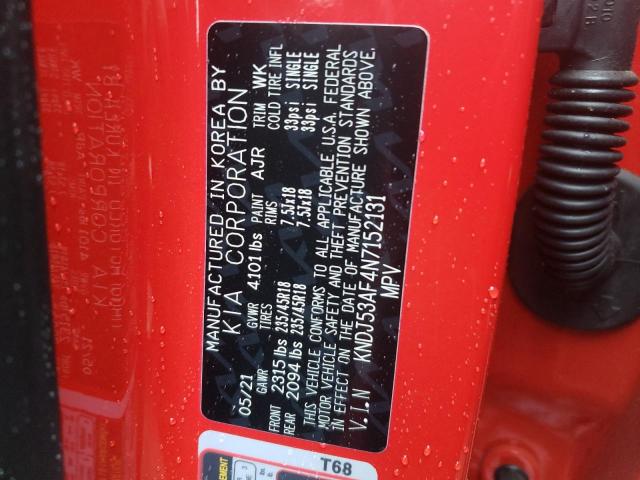 MANUFACTURED IN KOREA BY
KIA CORPORATION
05/21 GVWR 4101 lbs PAINT AJR TRIM WK
GAWR TIRES RIMS COLD TIRE INFL
FRONT 2315 lbs 235/45R18 7.5Jx18 33psi SINGLE
REAR 2094 lbs 235/45R18 7.5Jx18 33psi SINGLE
THIS VEHICLE CONFORMS TO ALL APPLICABLE U.S.A. FEDERAL
MOTOR VEHICLE SAFETY AND THEFT PREVENTION STANDARDS
IN EFFECT ON THE DATE OF MANUFACTURE SHOWN ABOVE.
V.I.N KNDJ53AF4N7152131
MPV
T68